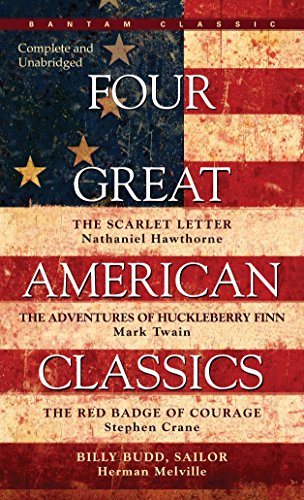 BANTAM CLASSIC
Complete and
Unabridged
FOUR
GREAT
THE SCARLET LETTER
Nathaniel Hawthorne
AMERICAN
THE ADVENTURES OF HUCKLEBERRY FINN
Mark Twain
CLASSICS
THE RED BADGE OF COURAGE
Stephen Crane
BILLY BUDD, SAILOR
Herman Melville